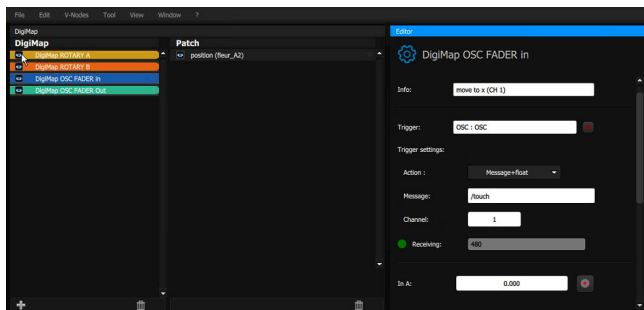 File Edit V-Nodes Tool View Window ?
DigiMap
DigiMap
DigiMap ROTARY A
DigiMap ROTARY B
DigiMap OSC FADER in
DigiMap OSC FADER Out
Patch
position (fleur_A2)
Editor
DigiMap OSC FADER in
Info: move to x (CH 1)
Trigger: OSC : OSC
Trigger settings:
Action : Message+float
Message: /touch
Channel: 1
Receiving: 480
In A: 0.000